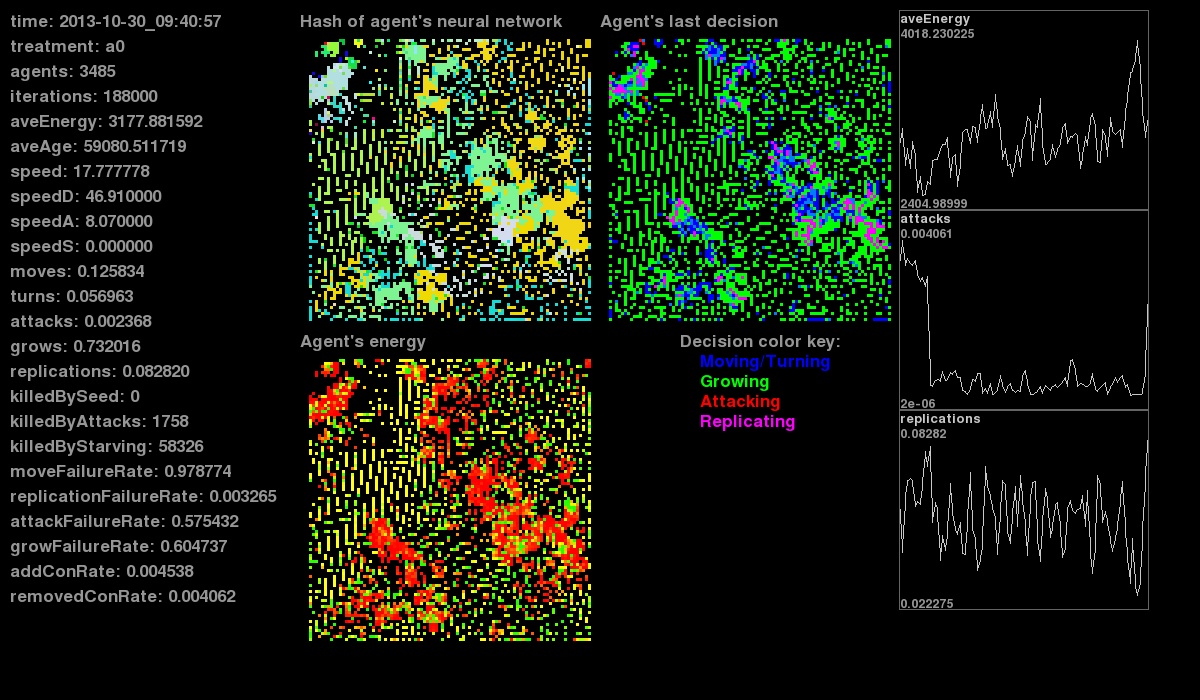 time: 2013-10-30_09:40:57
treatment: a0
agents: 3485
iterations: 188000
aveEnergy: 3177.881592
aveAge: 59080.511719
speed: 17.777778
speedD: 46.910000
speedA: 8.070000
speedS: 0.000000
moves: 0.125834
turns: 0.056963
attacks: 0.002368
grows: 0.732016
replications: 0.082820
killedBySeed: 0
killedByAttacks: 1758
killedByStarving: 58326
moveFailureRate: 0.978774
replicationFailureRate: 0.003265
attackFailureRate: 0.575432
growFailureRate: 0.604737
addConRate: 0.004538
removedConRate: 0.004062
Hash of agent's neural network
Agent's last decision
Agent's energy
Decision color key:
Moving/Turning
Growing
Attacking
Replicating
aveEnergy
4018.230225
2404.98999
attacks
0.004061
2e-06
replications
0.08282
0.022275